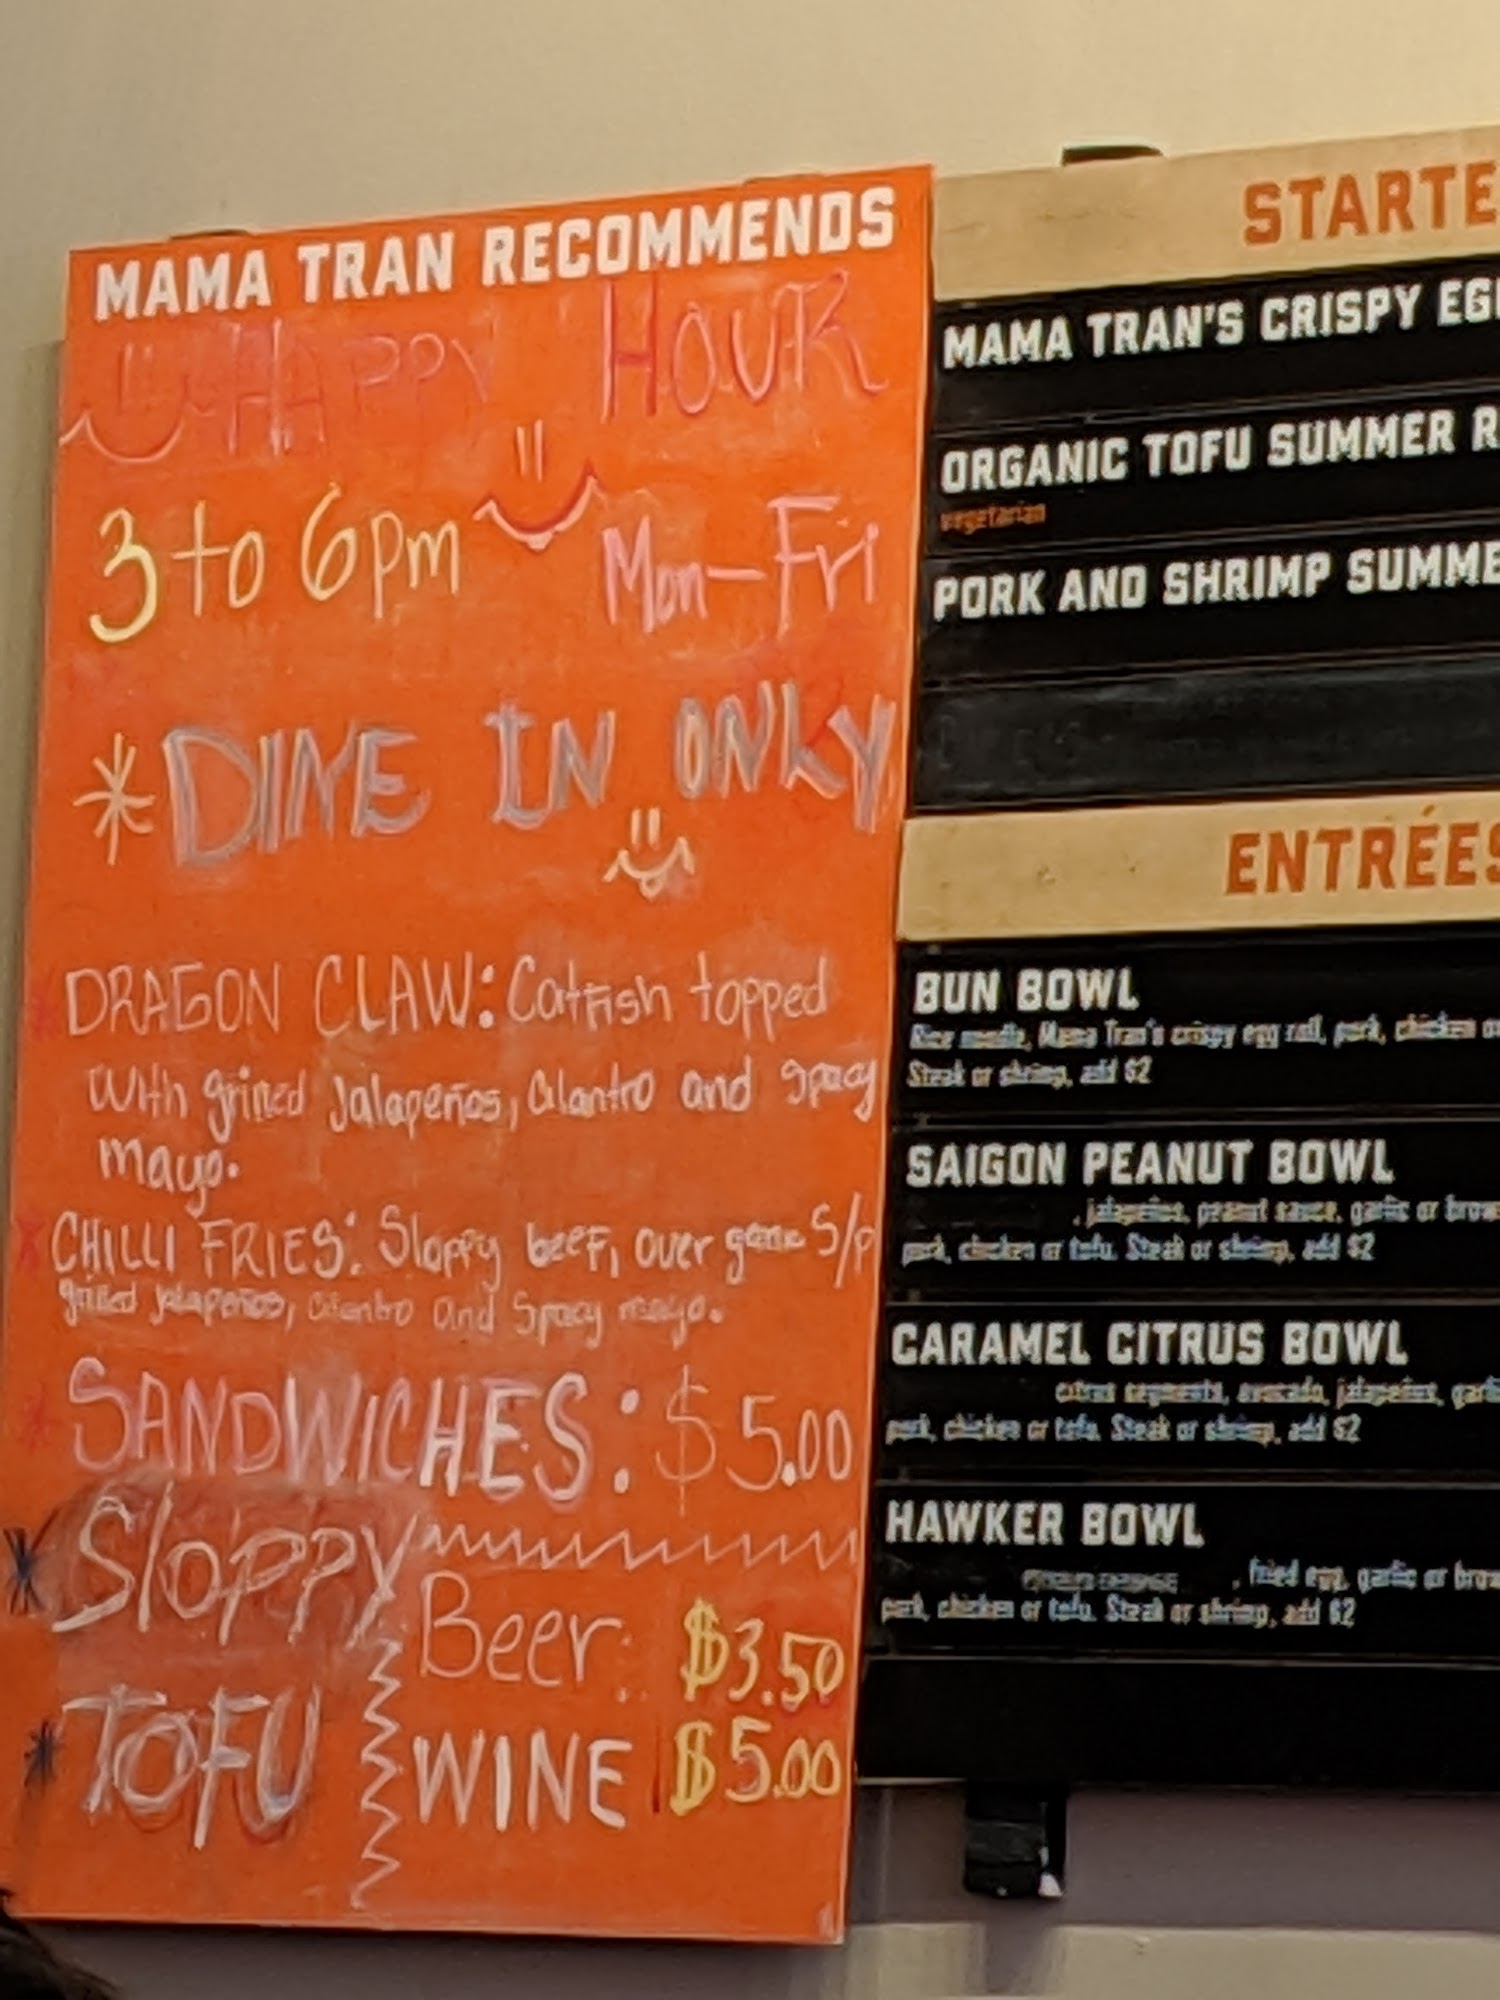 MAMA TRAN RECOMMENDS
HAPPY HOUR
3 to 6pm Mon-Fri
*DINE IN ONLY
* DRAGON CLAW: Catfish topped
With grilled Jalapeños, Cilantro and Spicy
mayo.
* CHILLI FRIES: Sloppy beef, over S/P
grilled Jalapeños, Cilantro and Spicy mayo.
* SANDWICHES: $5.00
* Sloppy
* TOFU
Beer: $3.50
WINE $5.00
STARTE
MAMA TRAN'S CRISPY EG
ORGANIC TOFU SUMMER R
vegetarian
PORK AND SHRIMP SUMME
ENTRÉES
BUN BOWL
Rice noodle, Mama Tran's crispy egg roll, pork, chicken or
Steak or shrimp, add $2
SAIGON PEANUT BOWL
, jalapeños, peanut sauce, garlic or brow
pork, chicken or tofu. Steak or shrimp, add $2
CARAMEL CITRUS BOWL
citrus segments, avocado, jalapeños, garli
pork, chicken or tofu. Steak or shrimp, add $2
HAWKER BOWL
, fried egg, garlic or brow
pork, chicken or tofu. Steak or shrimp, add $2